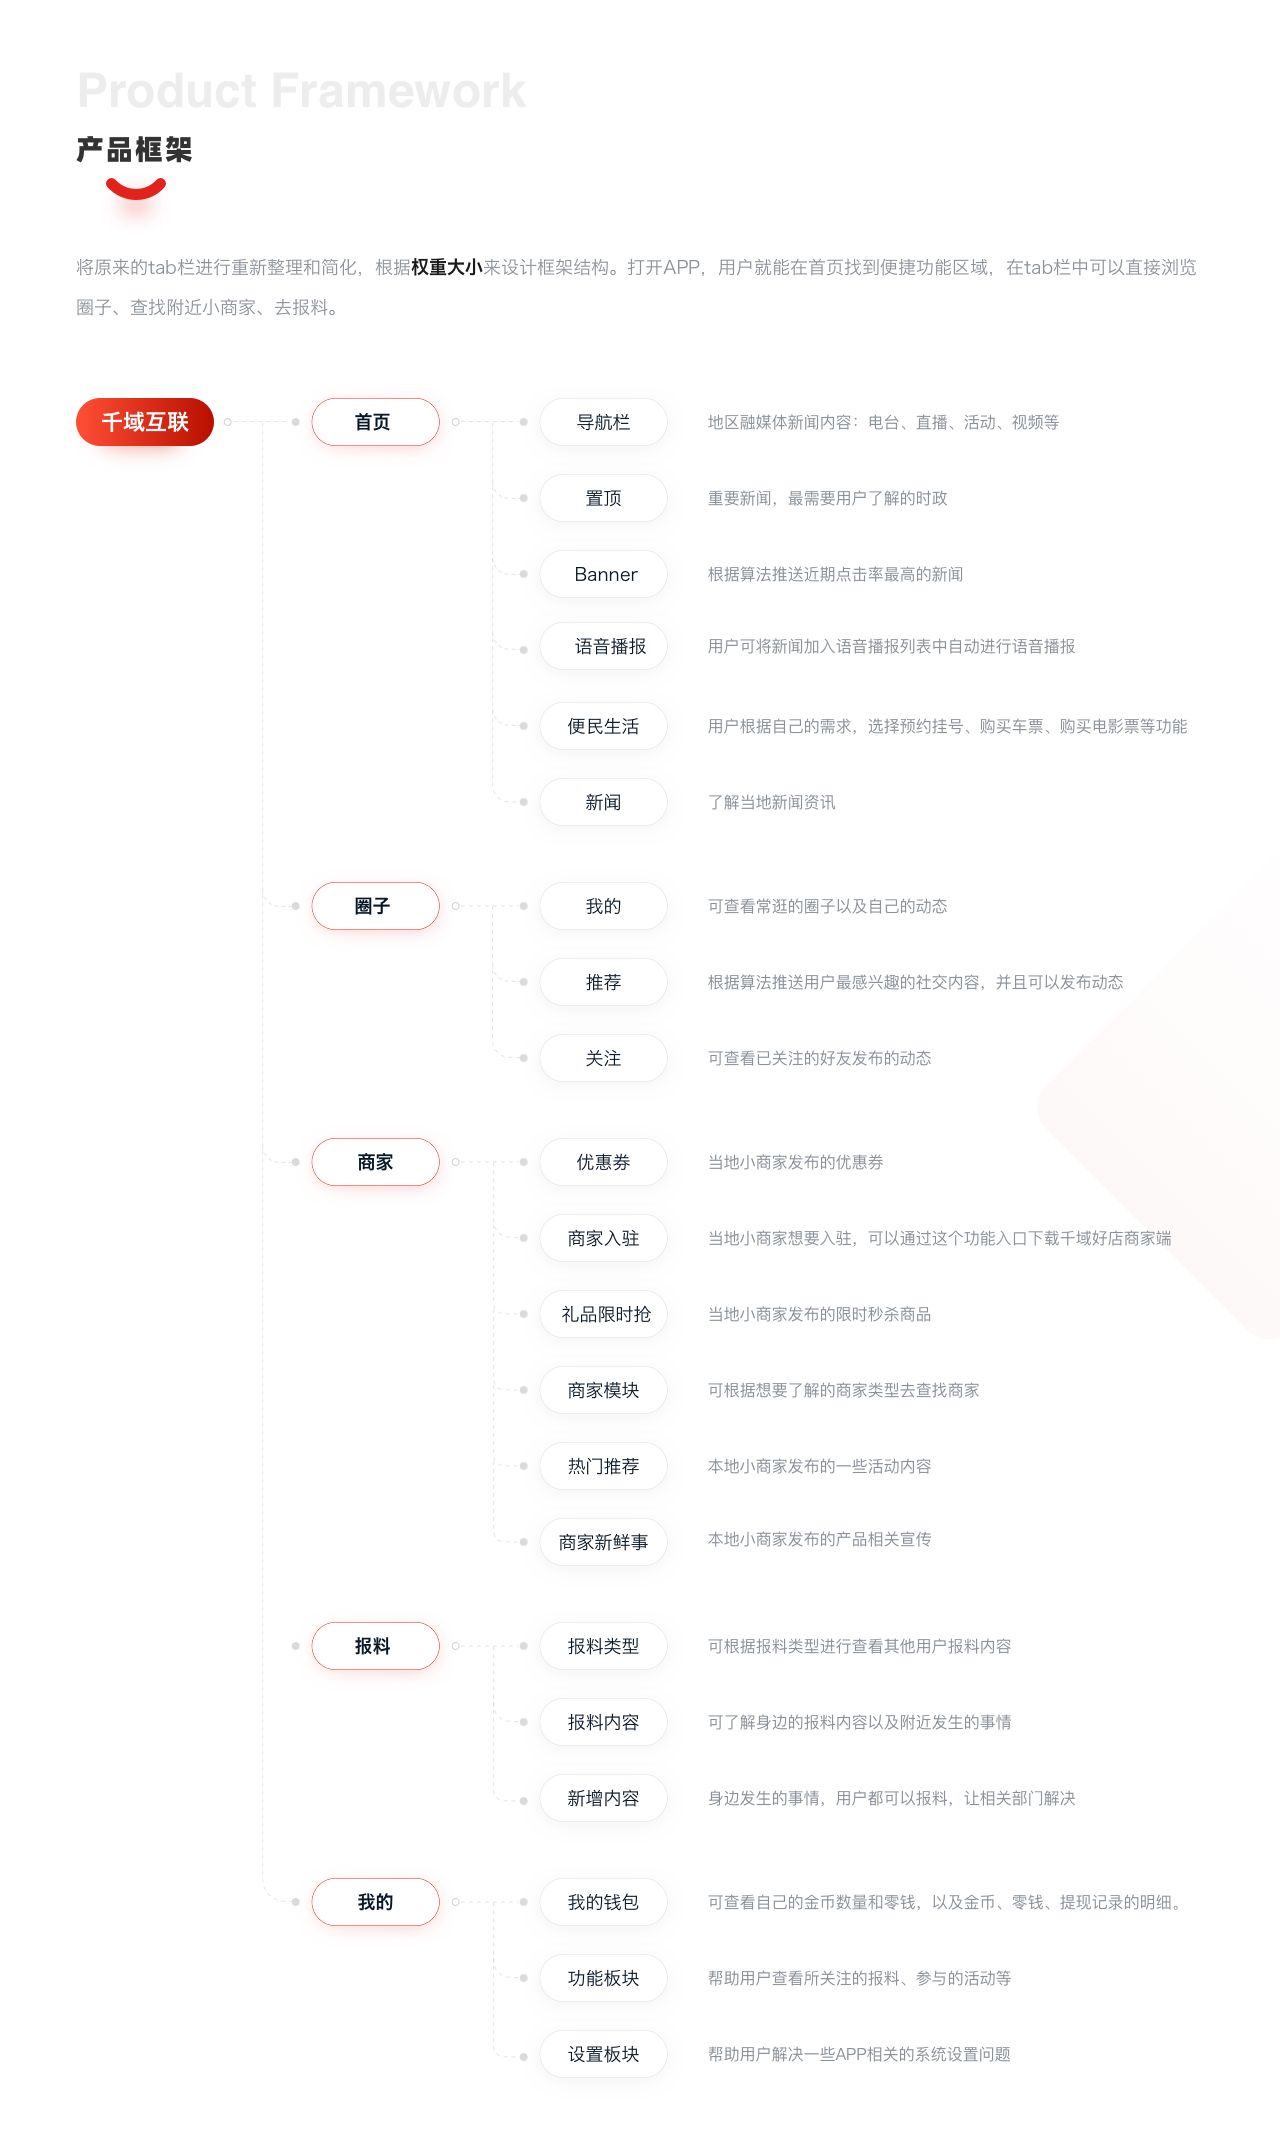 Product Framework
产品框架
将原来的tab栏进行重新整理和简化，根据权重大小来设计框架结构。打开APP，用户就能在首页找到便捷功能区域，在tab栏中可以直接浏览
圈子、查找附近小商家、去报料。
千域互联
首页
导航栏
地区融媒体新闻内容：电台、直播、活动、视频等
置顶
重要新闻，最需要用户了解的时政
Banner
根据算法推送近期点击率最高的新闻
语音播报
用户可将新闻加入语音播报列表中自动进行语音播报
便民生活
用户根据自己的需求，选择预约挂号、购买车票、购买电影票等功能
新闻
了解当地新闻资讯
圈子
我的
可查看常逛的圈子以及自己的动态
推荐
根据算法推送用户最感兴趣的社交内容，并且可以发布动态
关注
可查看已关注的好友发布的动态
商家
优惠券
当地小商家发布的优惠券
商家入驻
当地小商家想要入驻，可以通过这个功能入口下载千域好店商家端
礼品限时抢
当地小商家发布的限时秒杀商品
商家模块
可根据想要了解的商家类型去查找商家
热门推荐
本地小商家发布的一些活动内容
商家新鲜事
本地小商家发布的产品相关宣传
报料
报料类型
可根据报料类型进行查看其他用户报料内容
报料内容
可了解身边的报料内容以及附近发生的事情
新增内容
身边发生的事情，用户都可以报料，让相关部门解决
我的
我的钱包
可查看自己的金币数量和零钱，以及金币、零钱、提现记录的明细。
功能板块
帮助用户查看所关注的报料、参与的活动等
设置板块
帮助用户解决一些APP相关的系统设置问题